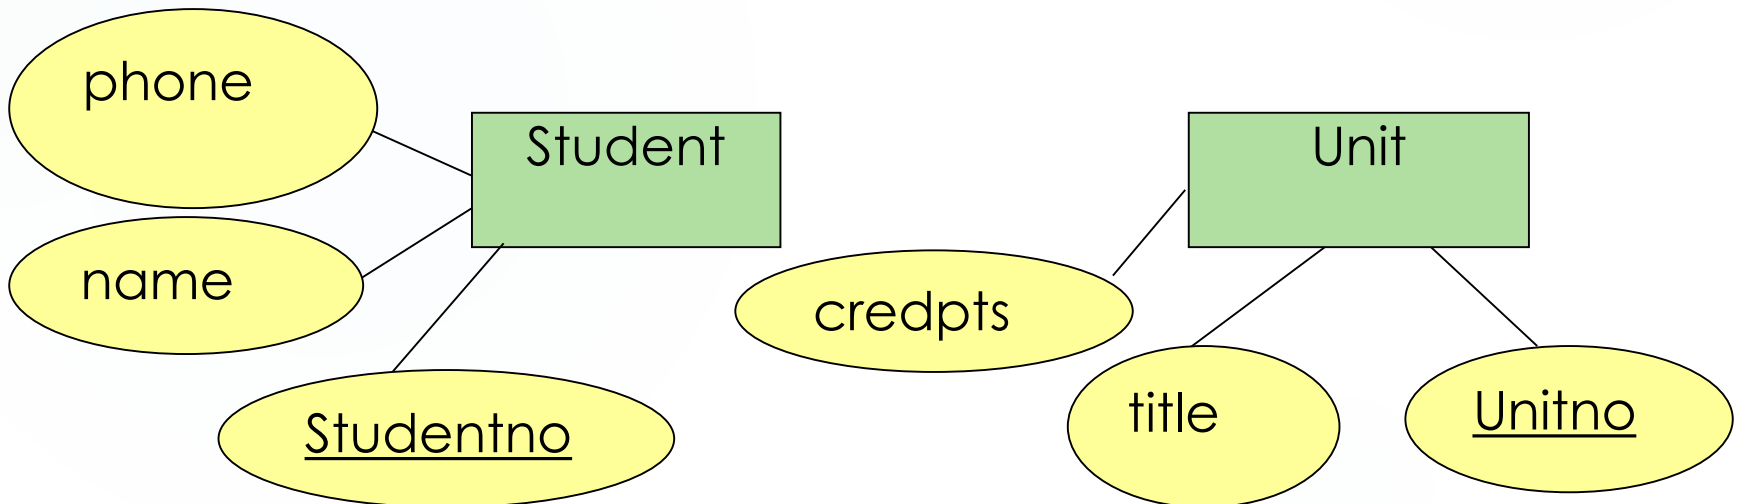 phone
Student
Unit
name
credpts
title
Unitno
Studentno